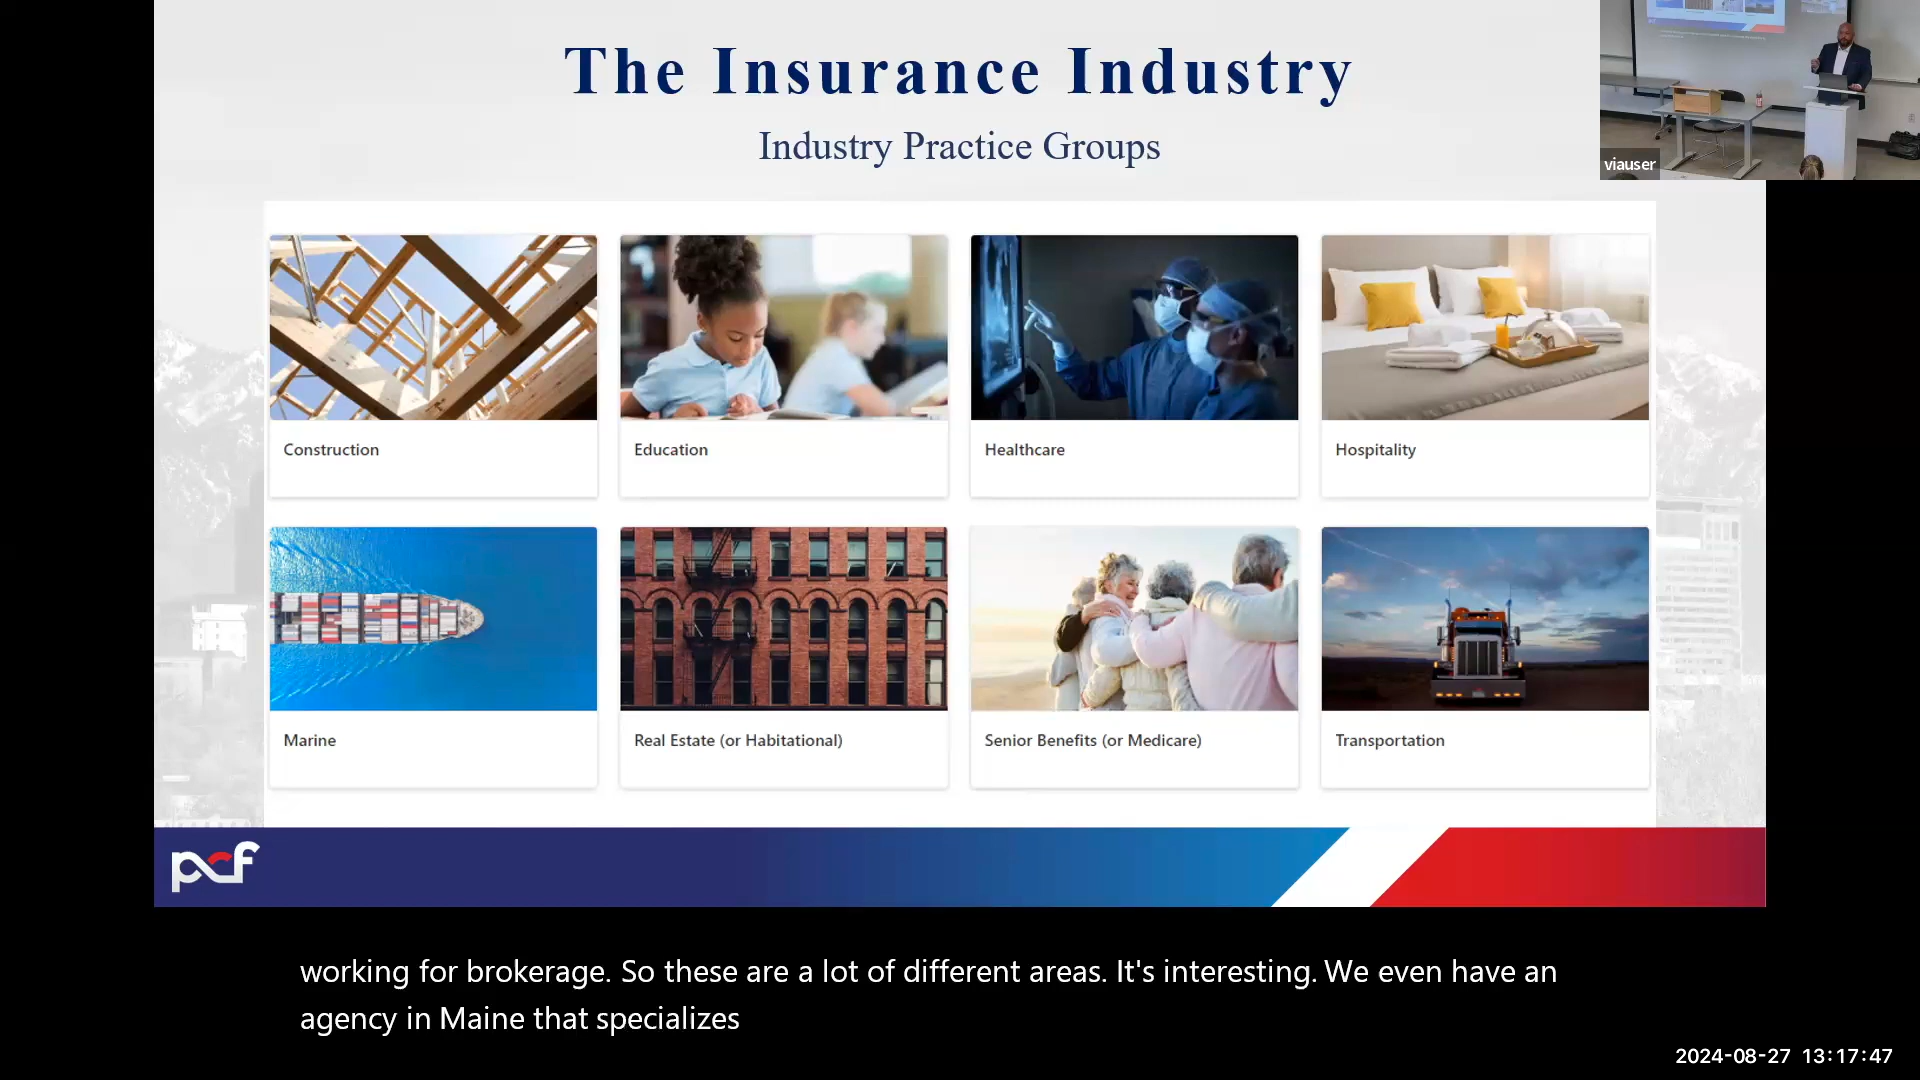 The Insurance Industry
Industry Practice Groups
viauser
Construction
Education
Healthcare
Hospitality
Marine
Real Estate (or Habitational)
Senior Benefits (or Medicare)
Transportation
pcf
working for brokerage. So these are a lot of different areas. It's interesting. We even have an
agency in Maine that specializes
2024-08-27 13:17:47